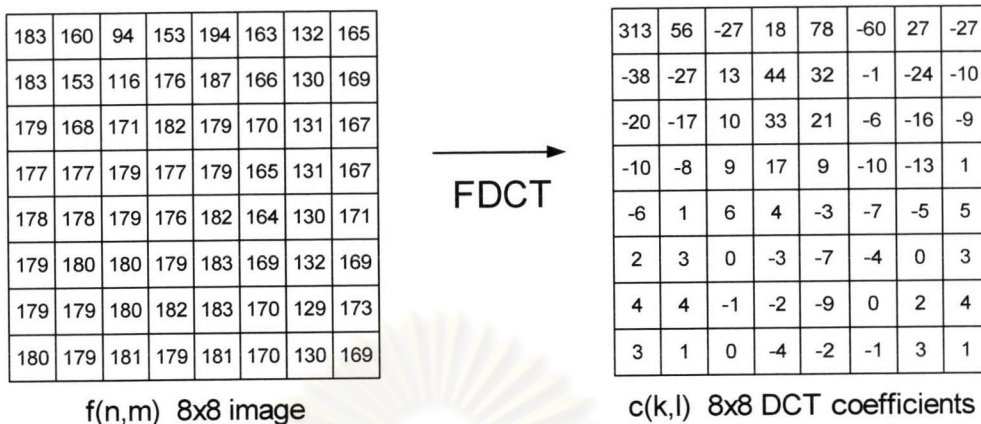 183 160 94 153 194 163 132 165
183 153 116 176 187 166 130 169
179 168 171 182 179 170 131 167
177 177 179 177 179 165 131 167
178 178 179 176 182 164 130 171
179 180 180 179 183 169 132 169
179 179 180 182 183 170 129 173
180 179 181 179 181 170 130 169
f(n,m) 8x8 image
FDCT
313 56 -27 18 78 -60 27 -27
-38 -27 13 44 32 -1 -24 -10
-20 -17 10 33 21 -6 -16 -9
-10 -8 9 17 9 -10 -13 1
-6 1 6 4 -3 -7 -5 5
2 3 0 -3 -7 -4 0 3
4 4 -1 -2 -9 0 2 4
3 1 0 -4 -2 -1 3 1
c(k,l) 8x8 DCT coefficients